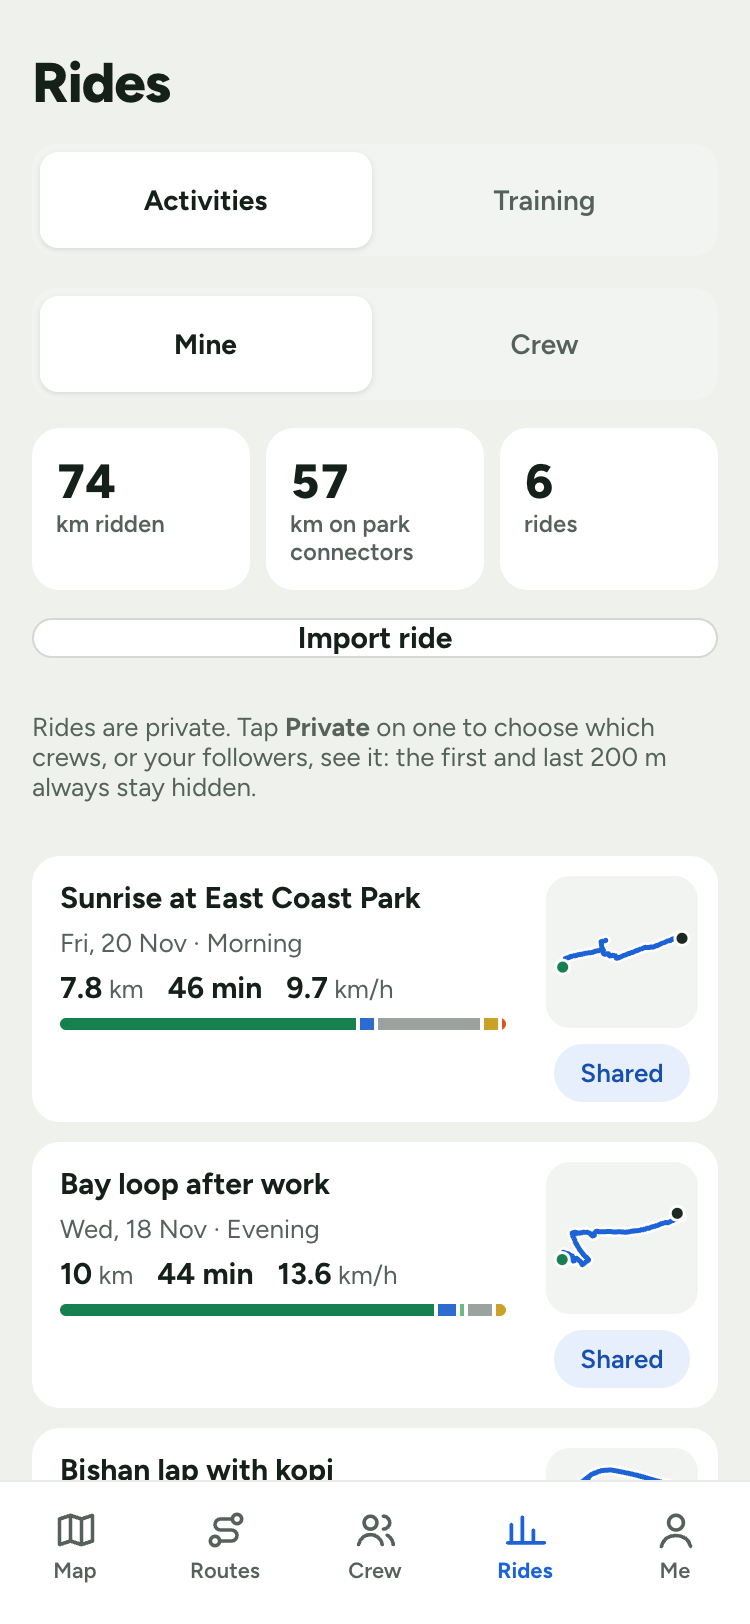 Rides
Activities
Training
Mine
Crew
74
km ridden
57
km on park
connectors
6
rides
Import ride
Rides are private. Tap Private on one to choose which
crews, or your followers, see it: the first and last 200 m
always stay hidden.
Sunrise at East Coast Park
Fri, 20 Nov · Morning
7.8 km 46 min 9.7 km/h
Shared
Bay loop after work
Wed, 18 Nov · Evening
10 km 44 min 13.6 km/h
Shared
Bishan lap with kopi
Map
Routes
Crew
Rides
Me